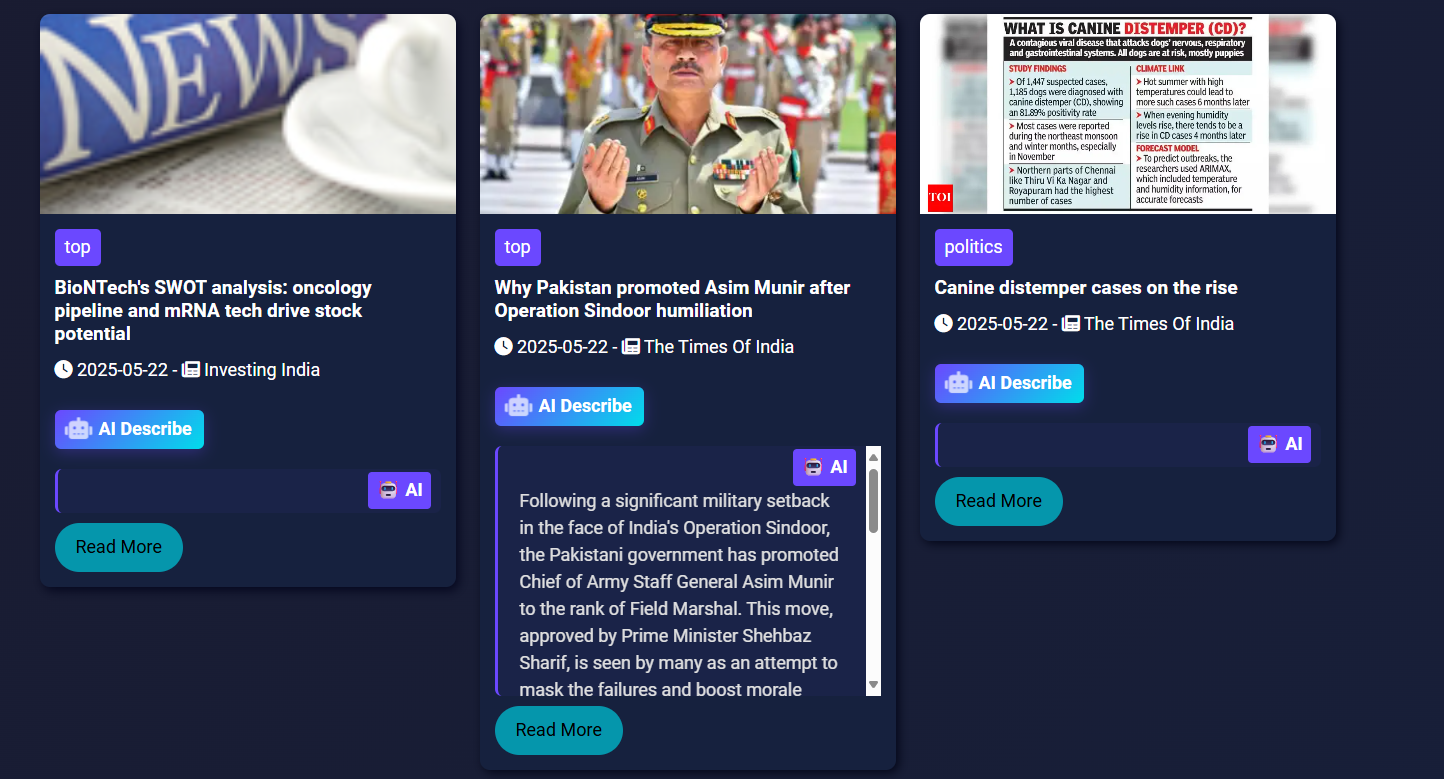 NEWS
top
BioNTech's SWOT analysis: oncology
pipeline and mRNA tech drive stock
potential
2025-05-22 - Investing India
AI Describe
AI
Read More
top
Why Pakistan promoted Asim Munir after
Operation Sindoor humiliation
2025-05-22 - The Times Of India
AI Describe
AI
Following a significant military setback
in the face of India's Operation Sindoor,
the Pakistani government has promoted
Chief of Army Staff General Asim Munir
to the rank of Field Marshal. This move,
approved by Prime Minister Shehbaz
Sharif, is seen by many as an attempt to
mask the failures and boost morale
Read More
WHAT IS CANINE DISTEMPER (CD)?
A contagious viral disease that attacks dogs' nervous, respiratory
and gastrointestinal systems. All dogs are at risk, mostly puppies
STUDY FINDINGS
Of 1,447 suspected cases,
1,185 dogs were diagnosed with
canine distemper (CD), showing
an 81.89% positivity rate
Most cases were reported
during the northeast monsoon
and winter months, especially
in November
Northern parts of Chennai
like Thiru Vi Ka Nagar and
Royapuram had the highest
number of cases
CLIMATE LINK
Hot summer with high
temperatures could lead to
more such cases 6 months later
When evening humidity
levels rise, there tends to be a
rise in CD cases 4 months later
FORECAST MODEL
To predict outbreaks, the
researchers used ARIMAX,
which included temperature
and humidity information, for
accurate forecasts
TOI
politics
Canine distemper cases on the rise
2025-05-22 - The Times Of India
AI Describe
AI
Read More